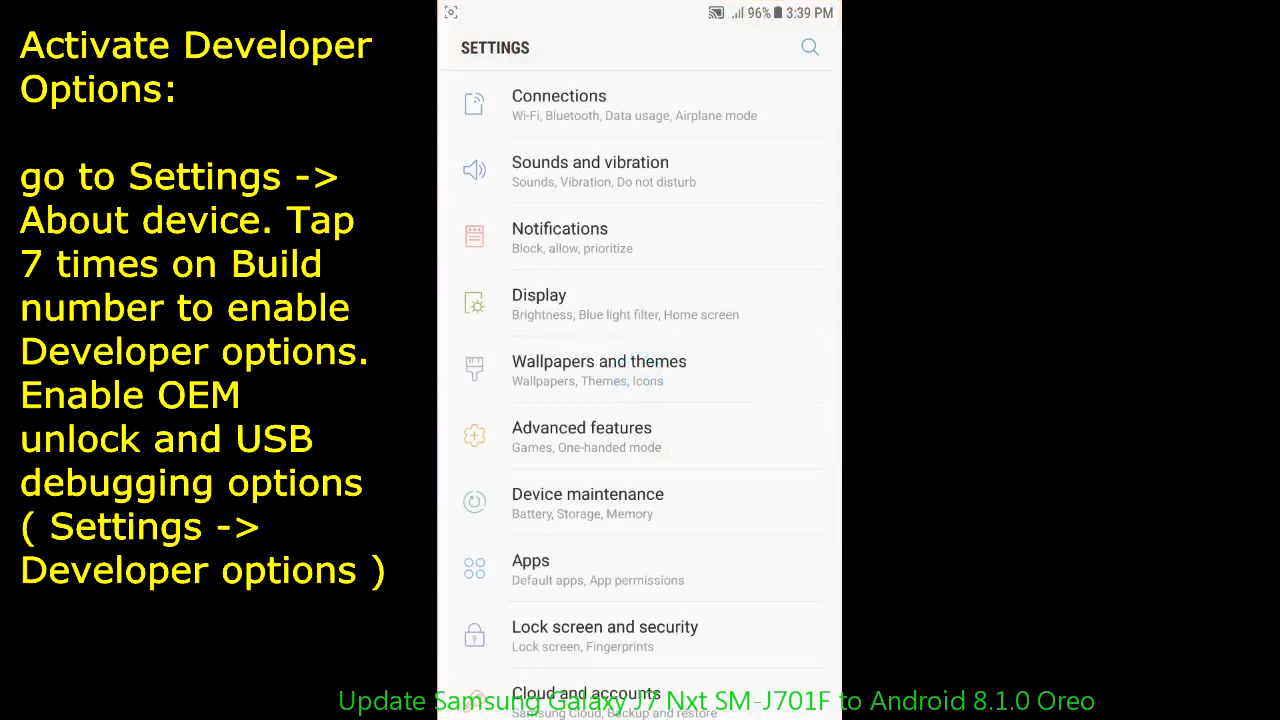 Activate Developer
Options:
go to Settings ->
About device. Tap
7 times on Build
number to enable
Developer options.
Enable OEM
unlock and USB
debugging options
( Settings ->
Developer options )
96% 3:39 PM
SETTINGS
Connections
Wi-Fi, Bluetooth, Data usage, Airplane mode
Sounds and vibration
Sounds, Vibration, Do not disturb
Notifications
Block, allow, prioritize
Display
Brightness, Blue light filter, Home screen
Wallpapers and themes
Wallpapers, Themes, Icons
Advanced features
Games, One-handed mode
Device maintenance
Battery, Storage, Memory
Apps
Default apps, App permissions
Lock screen and security
Lock screen, Fingerprints
Cloud and accounts
Samsung Cloud, Backup and restore
Update Samsung Galaxy J7 Nxt SM-J701F to Android 8.1.0 Oreo